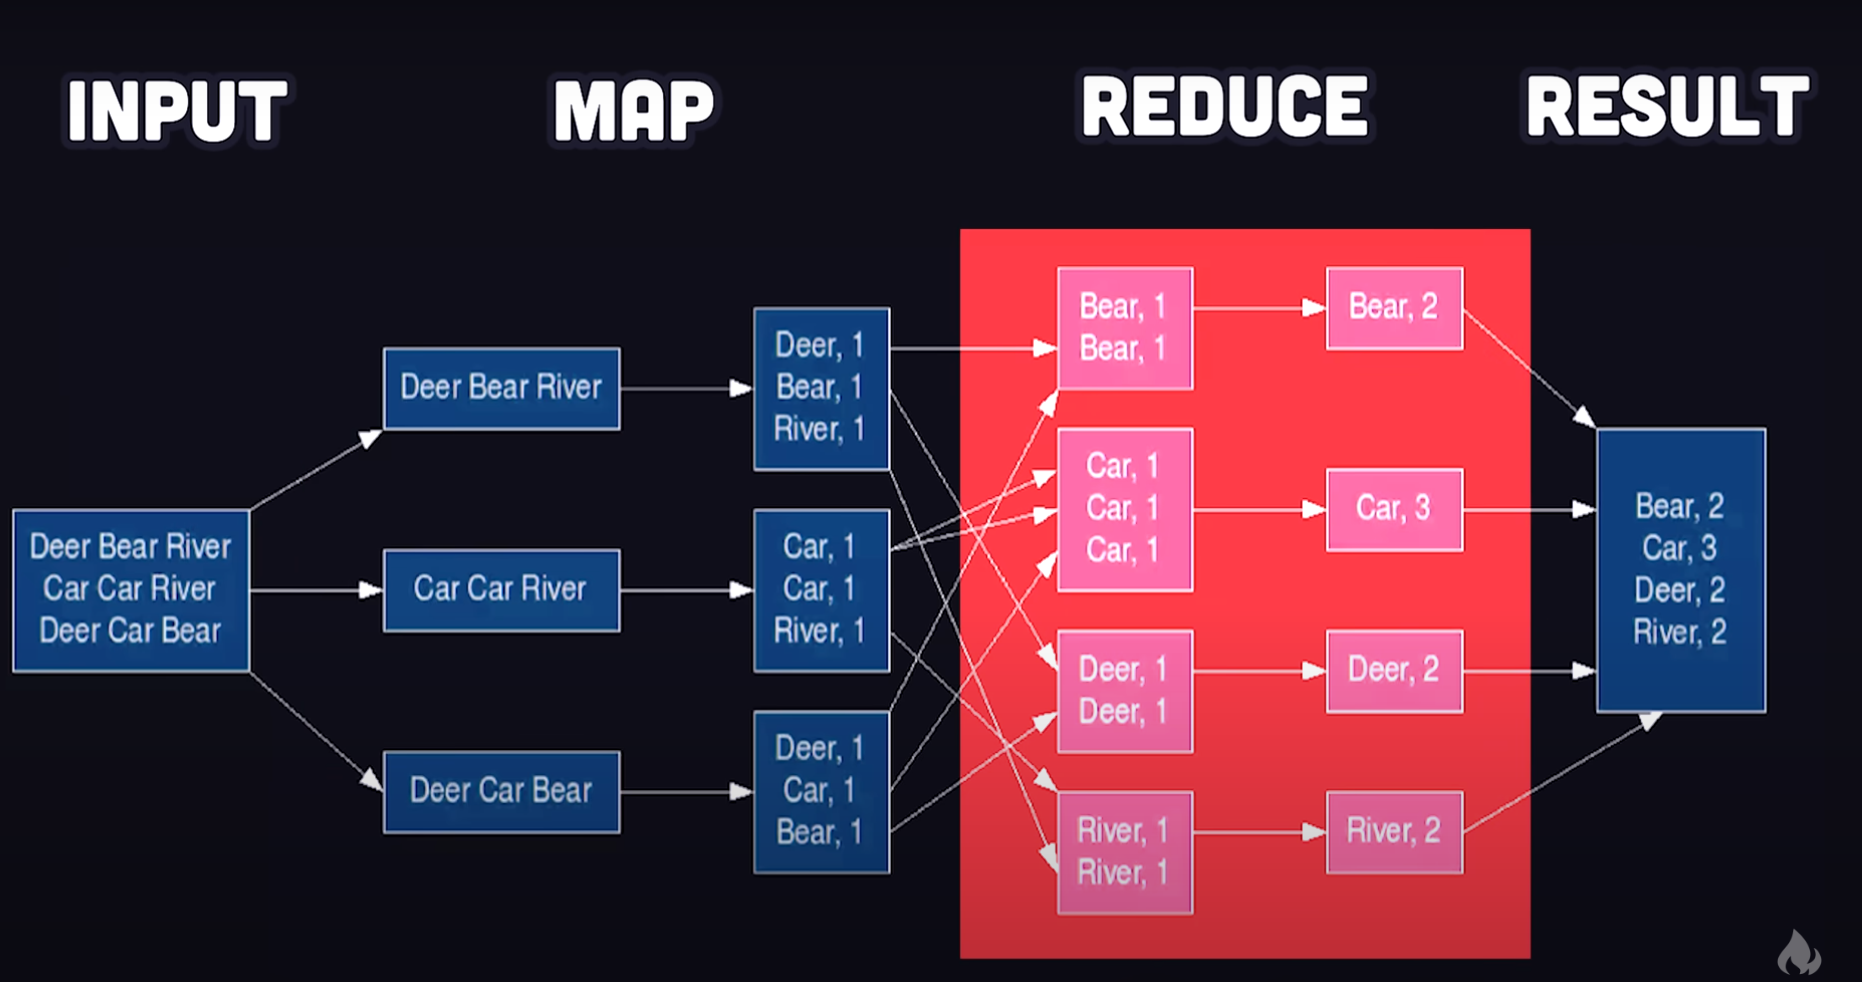 INPUT
MAP
REDUCE
RESULT
Deer Bear River
Car Car River
Deer Car Bear
Deer Bear River
Car Car River
Deer Car Bear
Deer, 1
Bear, 1
River, 1
Car, 1
Car, 1
River, 1
Deer, 1
Car, 1
Bear, 1
Bear, 1
Bear, 1
Car, 1
Car, 1
Car, 1
Deer, 1
Deer, 1
River, 1
River, 1
Bear, 2
Car, 3
Deer, 2
River, 2
Bear, 2
Car, 3
Deer, 2
River, 2